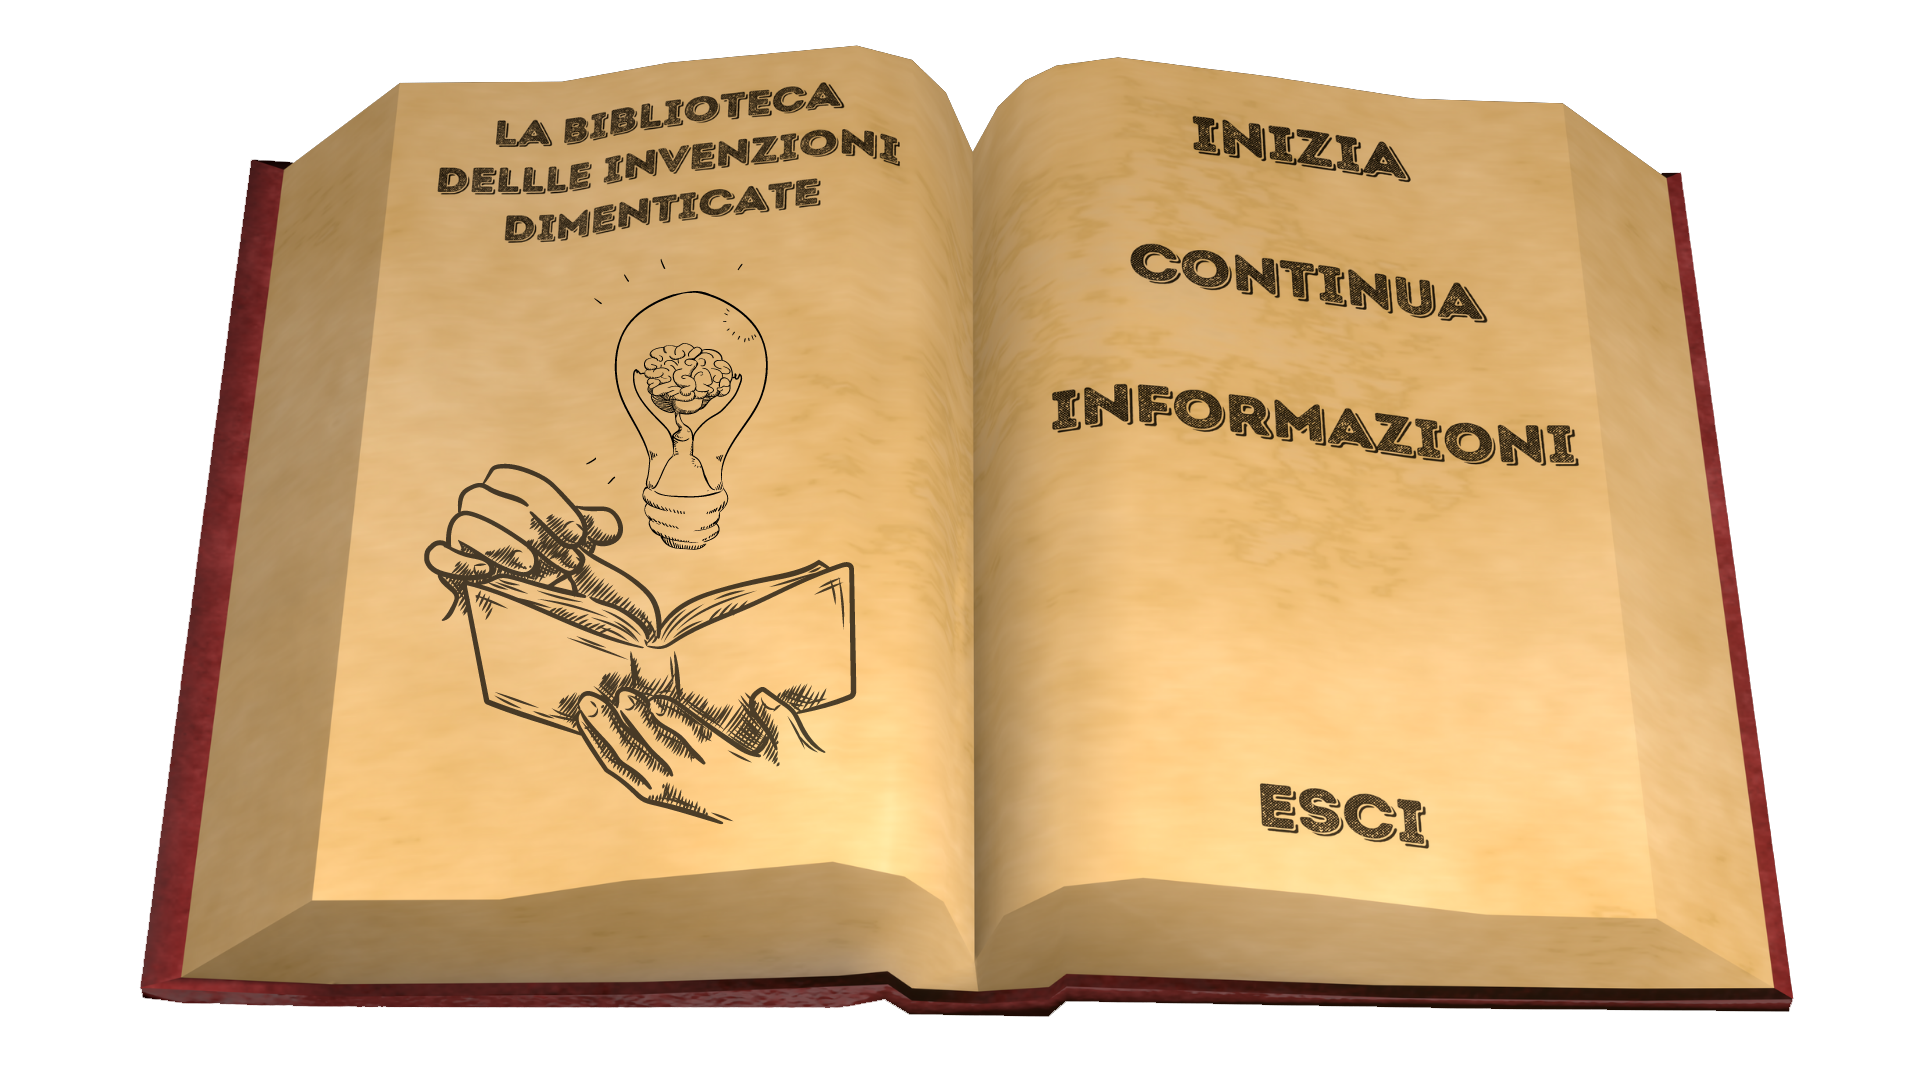 LA BIBLIOTECA
DELLLE INVENZIONI
DIMENTICATE
INIZIA
CONTINUA
INFORMAZIONI
ESCI